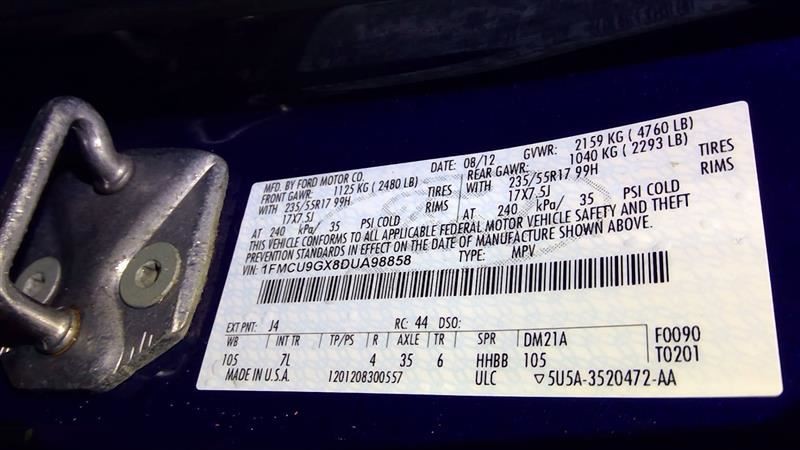 MFD. BY FORD MOTOR CO.
DATE: 08/12 GVWR: 2159 KG ( 4760 LB)
FRONT GAWR: 1125 KG ( 2480 LB) REAR GAWR: 1040 KG ( 2293 LB)
WITH 235/55R17 99H TIRES WITH 235/55R17 99H TIRES
17X7.5J RIMS 17X7.5J RIMS
AT 240 kPa/ 35 PSI COLD AT 240 kPa/ 35 PSI COLD
THIS VEHICLE CONFORMS TO ALL APPLICABLE FEDERAL MOTOR VEHICLE SAFETY AND THEFT
PREVENTION STANDARDS IN EFFECT ON THE DATE OF MANUFACTURE SHOWN ABOVE.
VIN: 1FMCU9GX8DUA98858 TYPE: MPV
EXT PNT: J4 RC: 44 DSO:
WB INT TR TP/PS R AXLE TR SPR DM21A F0090
105 7L 4 35 6 HHBB 105 T0201
MADE IN U.S.A. 1201208300557 ULC ▽5U5A-3520472-AA